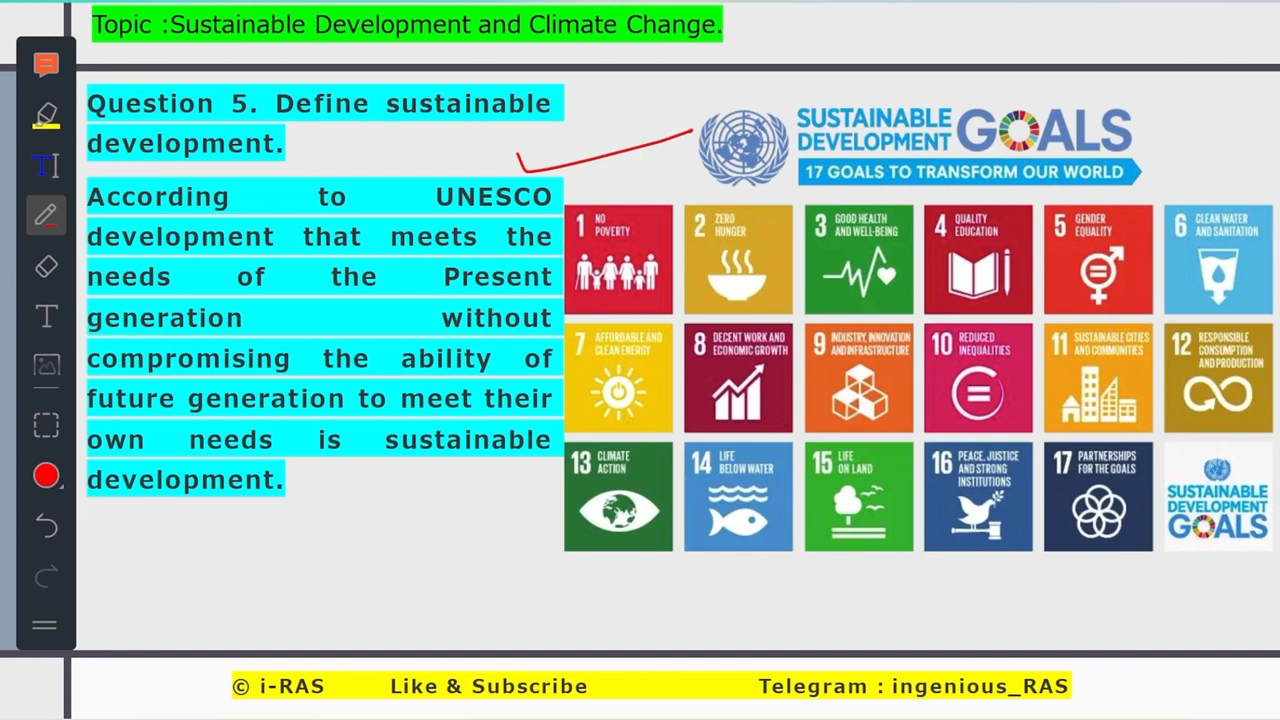 Topic :Sustainable Development and Climate Change.
Question 5. Define sustainable
development.
According to UNESCO
development that meets the
needs of the Present
generation without
compromising the ability of
future generation to meet their
own needs is sustainable
development.
SUSTAINABLE
DEVELOPMENT GOALS
17 GOALS TO TRANSFORM OUR WORLD
1 NO
POVERTY
2 ZERO
HUNGER
3 GOOD HEALTH
AND WELL-BEING
4 QUALITY
EDUCATION
5 GENDER
EQUALITY
6 CLEAN WATER
AND SANITATION
7 AFFORDABLE AND
CLEAN ENERGY
8 DECENT WORK AND
ECONOMIC GROWTH
9 INDUSTRY, INNOVATION
AND INFRASTRUCTURE
10 REDUCED
INEQUALITIES
11 SUSTAINABLE CITIES
AND COMMUNITIES
12 RESPONSIBLE
CONSUMPTION
AND PRODUCTION
13 CLIMATE
ACTION
14 LIFE
BELOW WATER
15 LIFE
ON LAND
16 PEACE, JUSTICE
AND STRONG
INSTITUTIONS
17 PARTNERSHIPS
FOR THE GOALS
SUSTAINABLE
DEVELOPMENT
GOALS
© i-RAS Like & Subscribe Telegram : ingenious_RAS